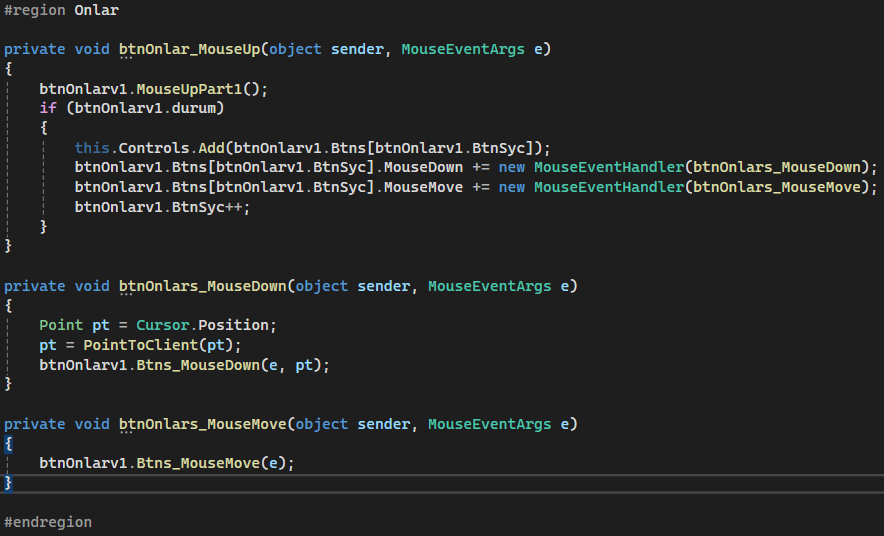 #region Onlar
private void btnOnlar_MouseUp(object sender, MouseEventArgs e)
{
btnOnlarv1.MouseUpPart1();
if (btnOnlarv1.durum)
{
this.Controls.Add(btnOnlarv1.Btns[btnOnlarv1.BtnSyc]);
btnOnlarv1.Btns[btnOnlarv1.BtnSyc].MouseDown += new MouseEventHandler(btnOnlars_MouseDown);
btnOnlarv1.Btns[btnOnlarv1.BtnSyc].MouseMove += new MouseEventHandler(btnOnlars_MouseMove);
btnOnlarv1.BtnSyc++;
}
}
private void btnOnlars_MouseDown(object sender, MouseEventArgs e)
{
Point pt = Cursor.Position;
pt = PointToClient(pt);
btnOnlarv1.Btns_MouseDown(e, pt);
}
private void btnOnlars_MouseMove(object sender, MouseEventArgs e)
{
btnOnlarv1.Btns_MouseMove(e);
}
#endregion